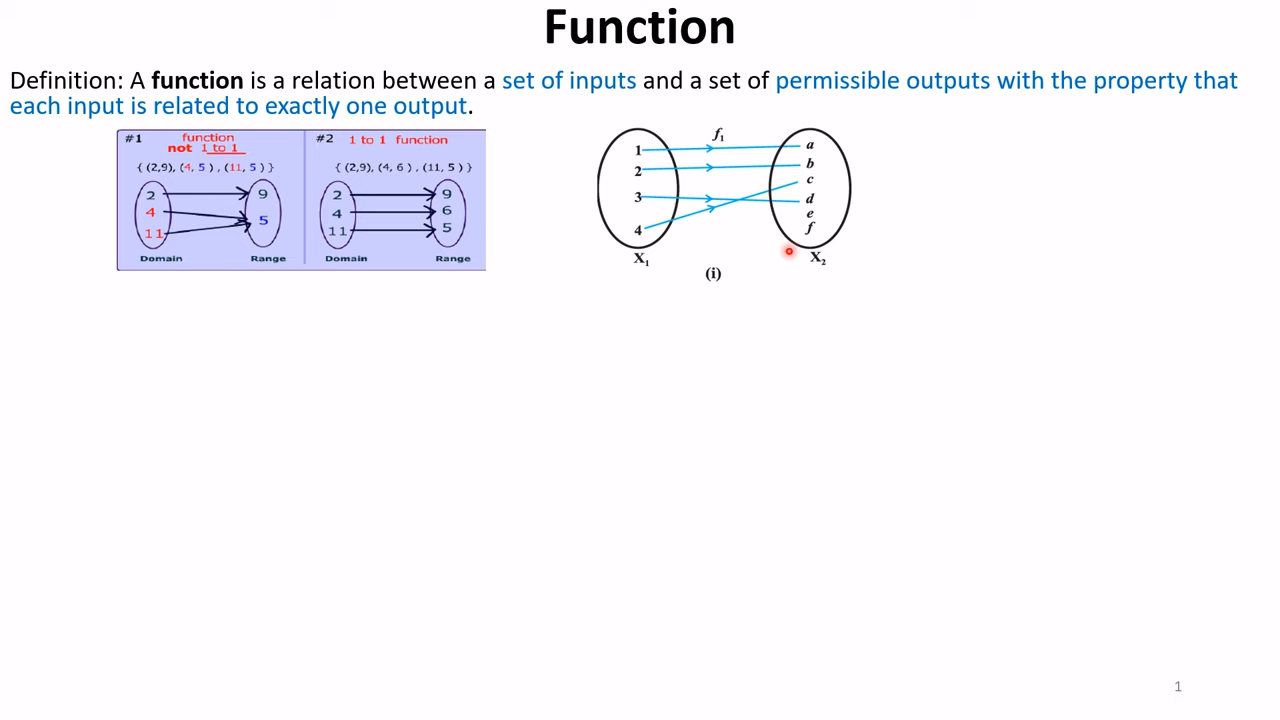 Function
Definition: A function is a relation between a set of inputs and a set of permissible outputs with the property that
each input is related to exactly one output.
#1 function
not 1 to 1
{ (2,9), (4, 5 ) , (11, 5 ) }
2 9
4 5
11
Domain Range
#2 1 to 1 function
{ (2,9), (4, 6 ) , (11, 5 ) }
2 9
4 6
11 5
Domain Range
f1
1 a
2 b
c
3 d
e
4 f
X1 X2
(i)
1